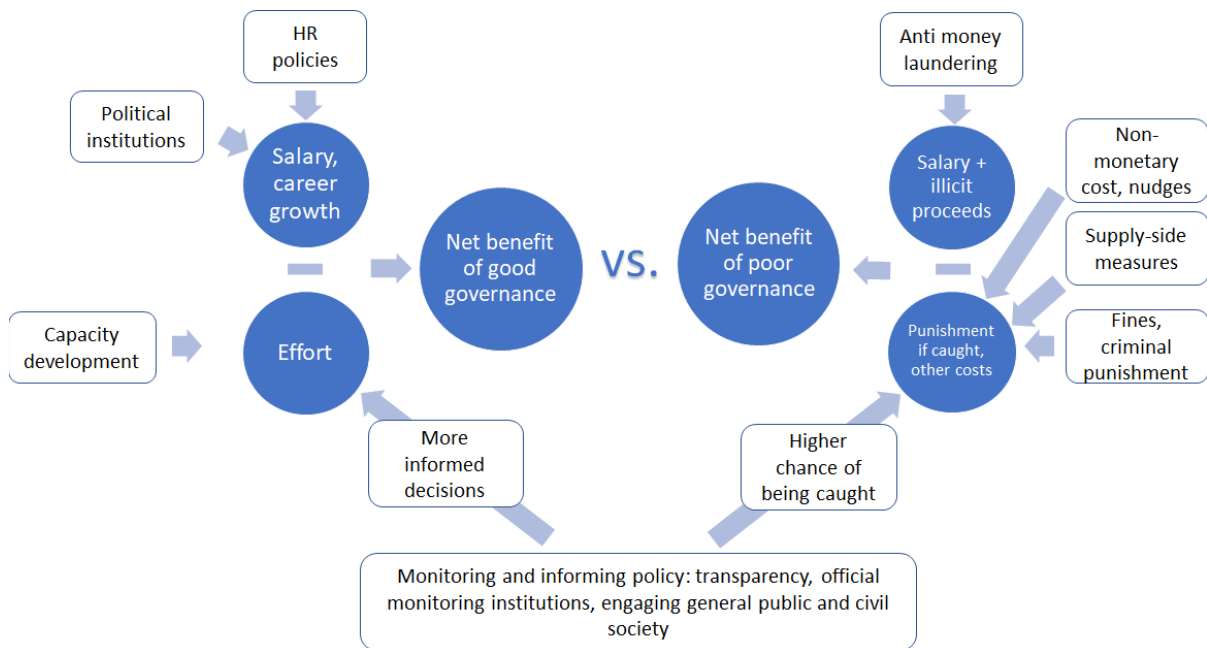 HR
policies
Anti money
laundering
Political
institutions
Non-
monetary
cost, nudges
Salary,
career
growth
Salary +
illicit
proceeds
Supply-side
measures
Net benefit
of good
governance
vs.
Net benefit
of poor
governance
Capacity
development
Effort
Punishment
if caught,
other costs
Fines,
criminal
punishment
More
informed
decisions
Higher
chance of
being caught
Monitoring and informing policy: transparency, official
monitoring institutions, engaging general public and civil
society